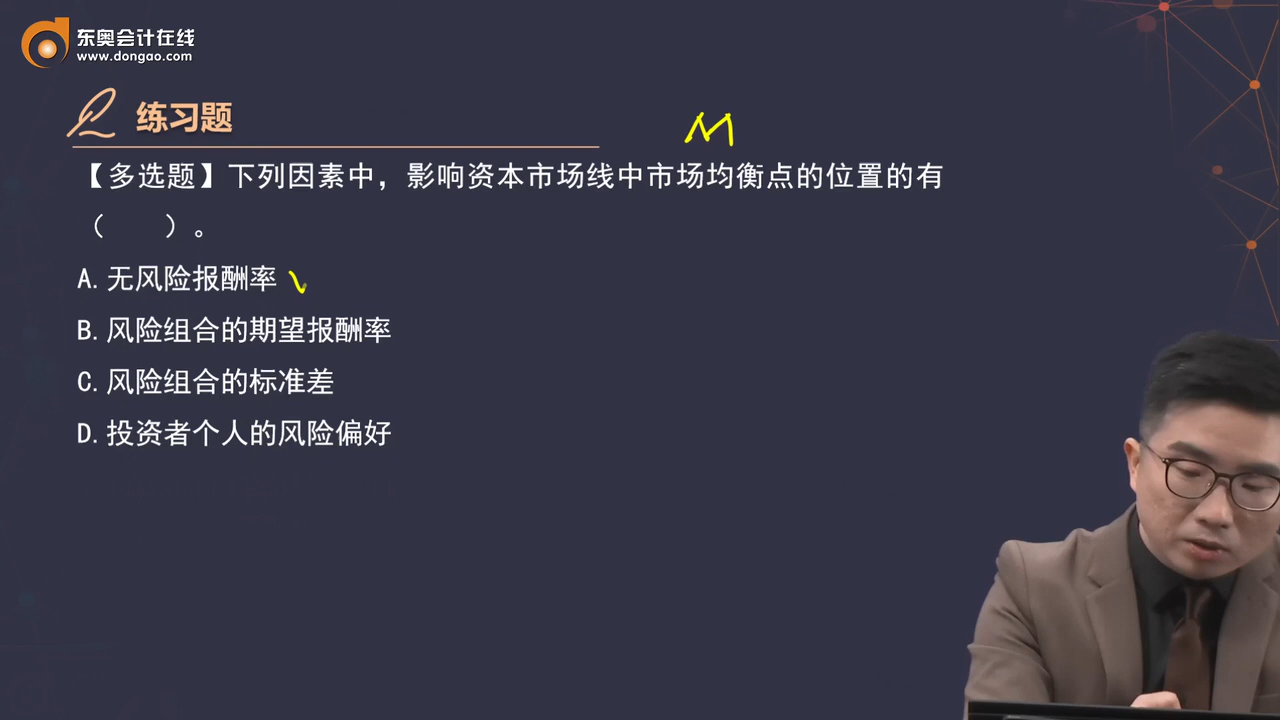 东奥会计在线
www.dongao.com
练习题
M
【多选题】下列因素中，影响资本市场线中市场均衡点的位置的有
（　　）。
A.无风险报酬率
B.风险组合的期望报酬率
C.风险组合的标准差
D.投资者个人的风险偏好